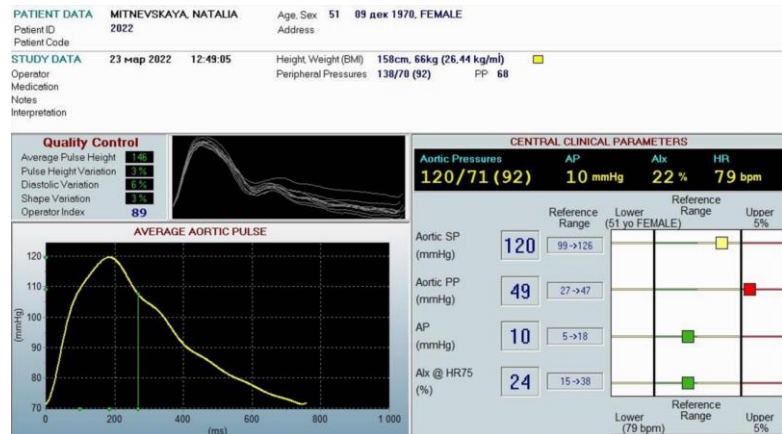 PATIENT DATA MITNEVSKAYA, NATALIA Age, Sex 51 09 дек 1970, FEMALE
Patient ID 2022 Address
Patient Code
STUDY DATA 23 мар 2022 12:49:05 Height, Weight (BMI) 158cm, 66kg (26,44 kg/mÍ)
Operator Peripheral Pressures 138/70 (92) PP 68
Medication
Notes
Interpretation
Quality Control
Average Pulse Height 146
Pulse Height Variation 3 %
Diastolic Variation 6 %
Shape Variation 3 %
Operator Index 89
CENTRAL CLINICAL PARAMETERS
Aortic Pressures AP AIx HR
120/71 (92) 10 mmHg 22 % 79 bpm
AVERAGE AORTIC PULSE
(mmHg)
120
110
100
90
80
70
0 200 400 600 800 1 000
(ms)
Reference Range Lower Reference Range Upper
(51 yo FEMALE) 5%
Aortic SP (mmHg) 120 99->126
Aortic PP (mmHg) 49 27->47
AP (mmHg) 10 5->18
AIx @ HR75 (%) 24 15->38
Lower Reference Range Upper
(79 bpm) 5%